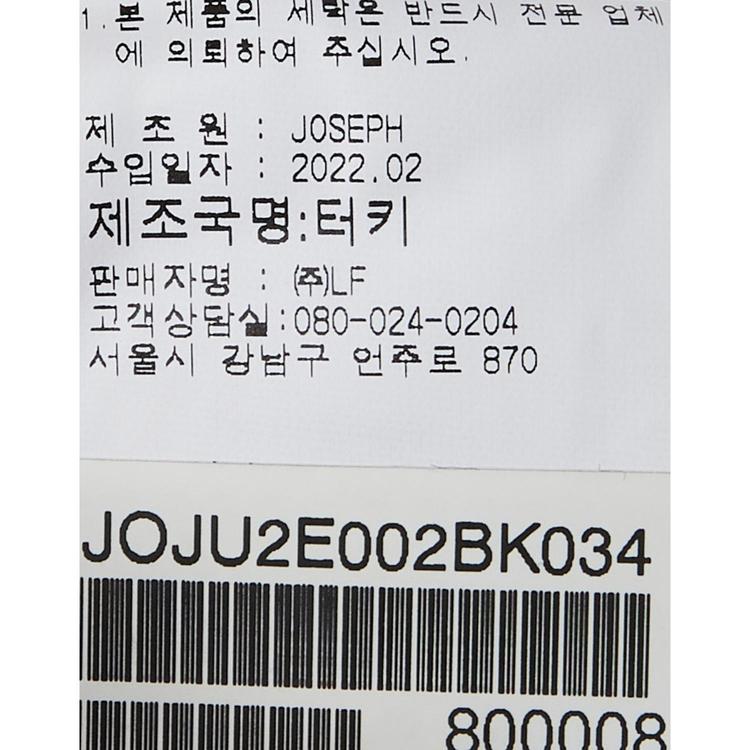 1.본 제품의 세탁은 반드시 전문 업체
에 의뢰하여 주십시오.
제 조 원 : JOSEPH
수입일자 : 2022.02
제조국명:터키
판매자명 : ㈜LF
고객상담실:080-024-0204
서울시 강남구 언주로 870
JOJU2E002BK034
800008